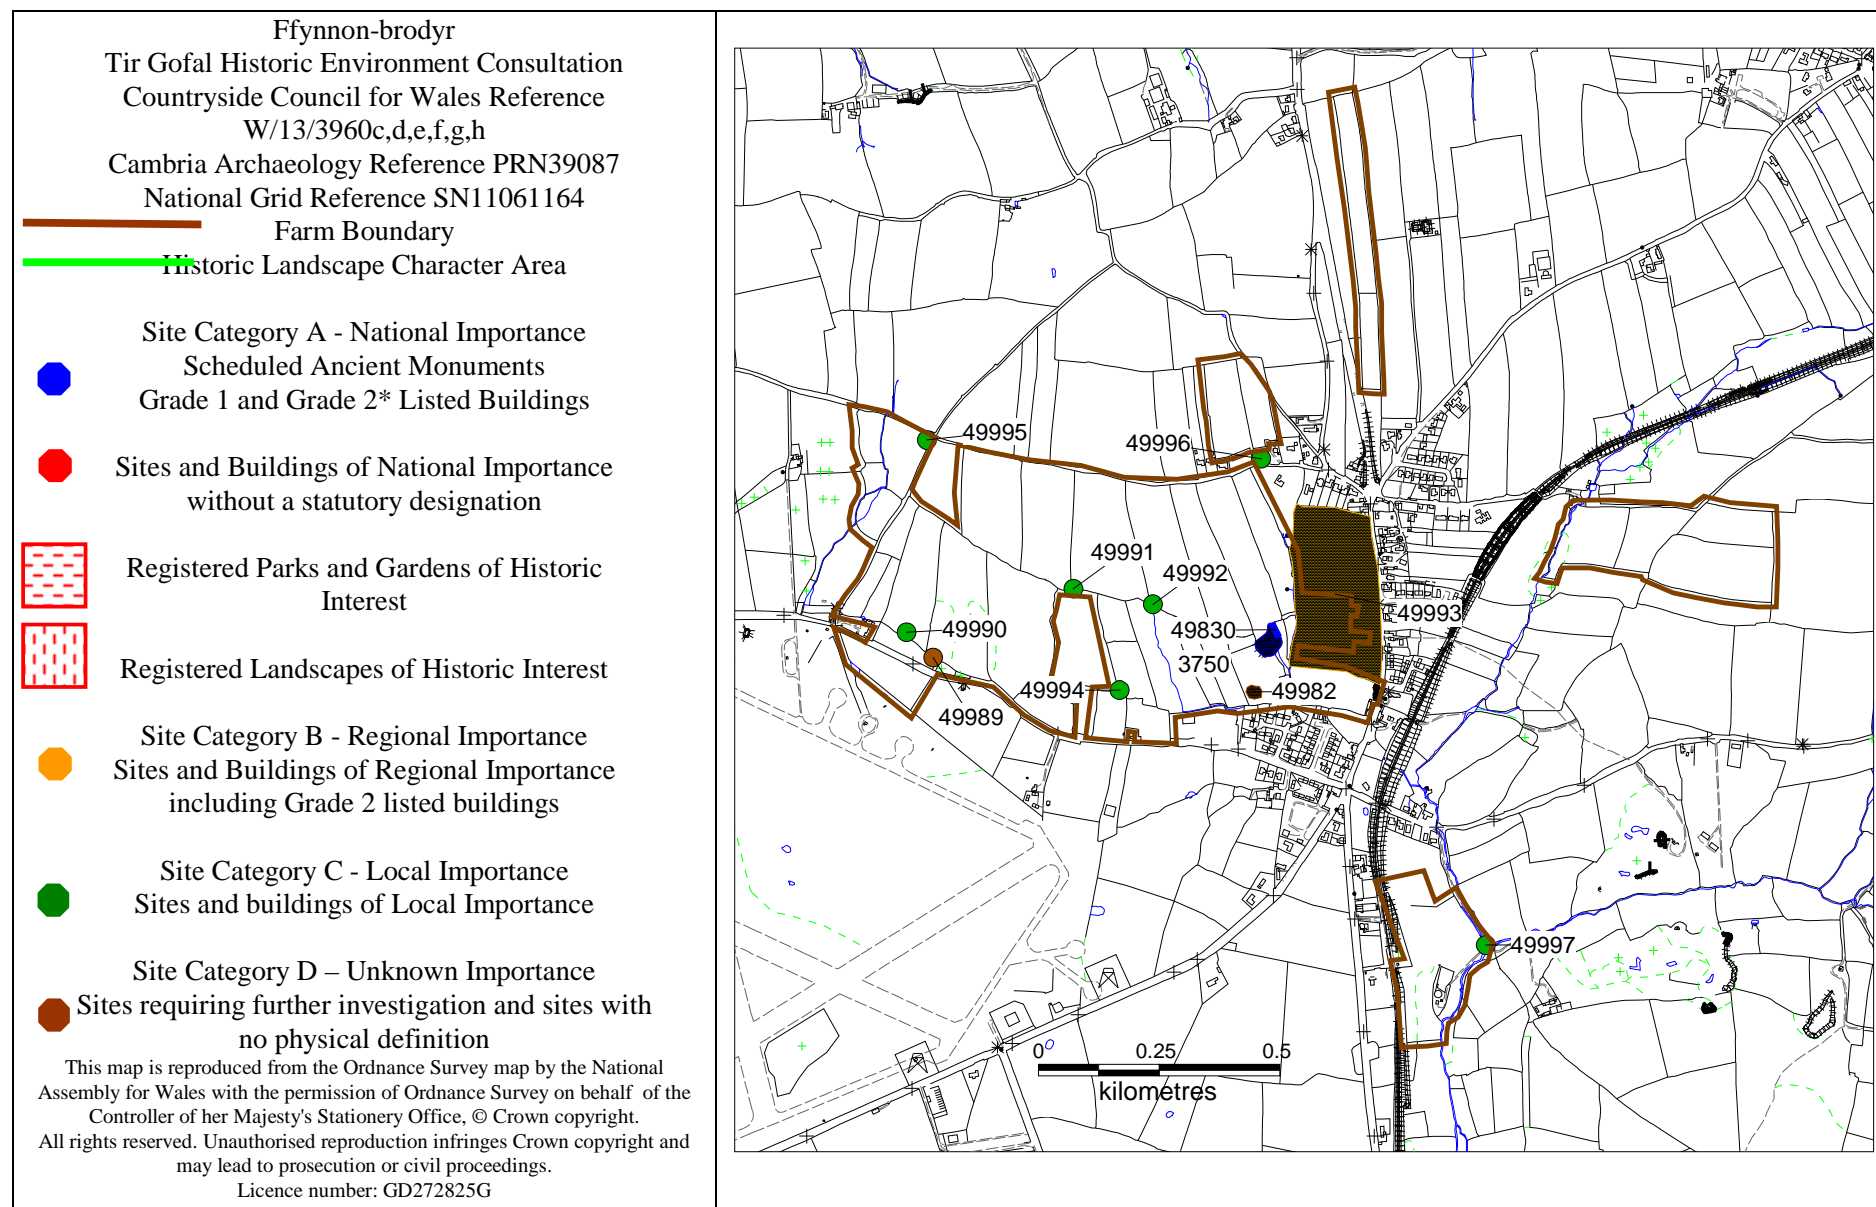 Ffynnon-brodyr
Tir Gofal Historic Environment Consultation
Countryside Council for Wales Reference
W/13/3960c,d,e,f,g,h
Cambria Archaeology Reference PRN39087
National Grid Reference SN11061164
Farm Boundary
Historic Landscape Character Area
Site Category A - National Importance
Scheduled Ancient Monuments
Grade 1 and Grade 2* Listed Buildings
Sites and Buildings of National Importance
without a statutory designation
Registered Parks and Gardens of Historic
Interest
Registered Landscapes of Historic Interest
Site Category B - Regional Importance
Sites and Buildings of Regional Importance
including Grade 2 listed buildings
Site Category C - Local Importance
Sites and buildings of Local Importance
Site Category D – Unknown Importance
Sites requiring further investigation and sites with
no physical definition
This map is reproduced from the Ordnance Survey map by the National
Assembly for Wales with the permission of Ordnance Survey on behalf of the
Controller of her Majesty's Stationery Office, © Crown copyright.
All rights reserved. Unauthorised reproduction infringes Crown copyright and
may lead to prosecution or civil proceedings.
Licence number: GD272825G
49995
49996
49991
49992
49993
49990
49830
3750
49994
49982
49989
49997
0 0.25 0.5
kilometres